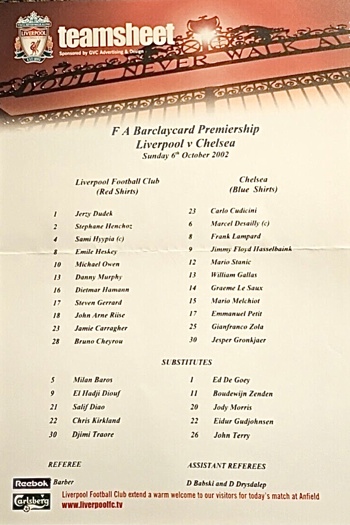 LIVERPOOL
teamsheet
Sponsored by GVC Advertising & Design
YOU'LL NEVER WALK A
F A Barclaycard Premiership
Liverpool v Chelsea
Sunday 6th October 2002
Liverpool Football Club
(Red Shirts)
1 Jerzy Dudek
2 Stephane Henchoz
4 Sami Hyypia (c)
8 Emile Heskey
10 Michael Owen
13 Danny Murphy
16 Dietmar Hamann
17 Steven Gerrard
18 John Arne Riise
23 Jamie Carragher
28 Bruno Cheyrou
Chelsea
(Blue Shirts)
23 Carlo Cudicini
6 Marcel Desailly (c)
8 Frank Lampard
9 Jimmy Floyd Hasselbaink
12 Mario Stanic
13 William Gallas
14 Graeme Le Saux
15 Mario Melchiot
17 Emmanuel Petit
25 Gianfranco Zola
30 Jesper Gronkjaer
SUBSTITUTES
5 Milan Baros
9 El Hadji Diouf
21 Salif Diao
22 Chris Kirkland
30 Djimi Traore
1 Ed De Goey
11 Boudewijn Zenden
20 Jody Morris
22 Eidur Gudjohnsen
26 John Terry
REFEREE
Barber
ASSISTANT REFEREES
D Babski and D Drysdale
Reebok
Carlsberg
Liverpool Football Club extend a warm welcome to our visitors for today's match at Anfield
www.liverpoolfc.tv